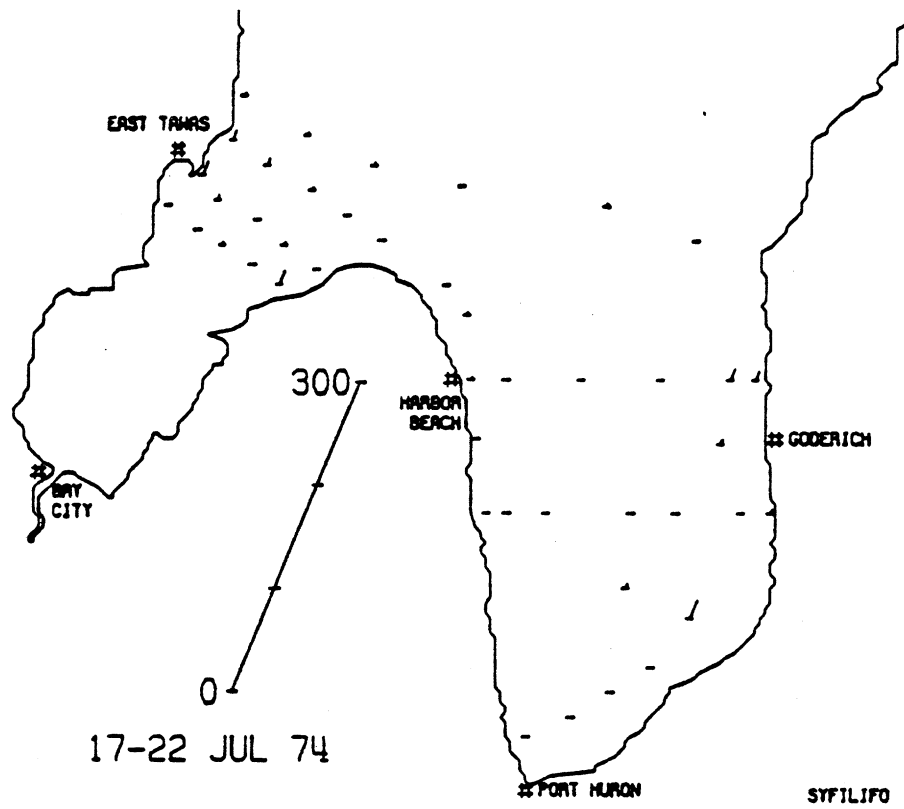 EAST TAWAS
#
300
#
HARBOR
BEACH
# GODERICH
#
BAY
CITY
0
17-22 JUL 74
# PORT HURON
SYFILIFO